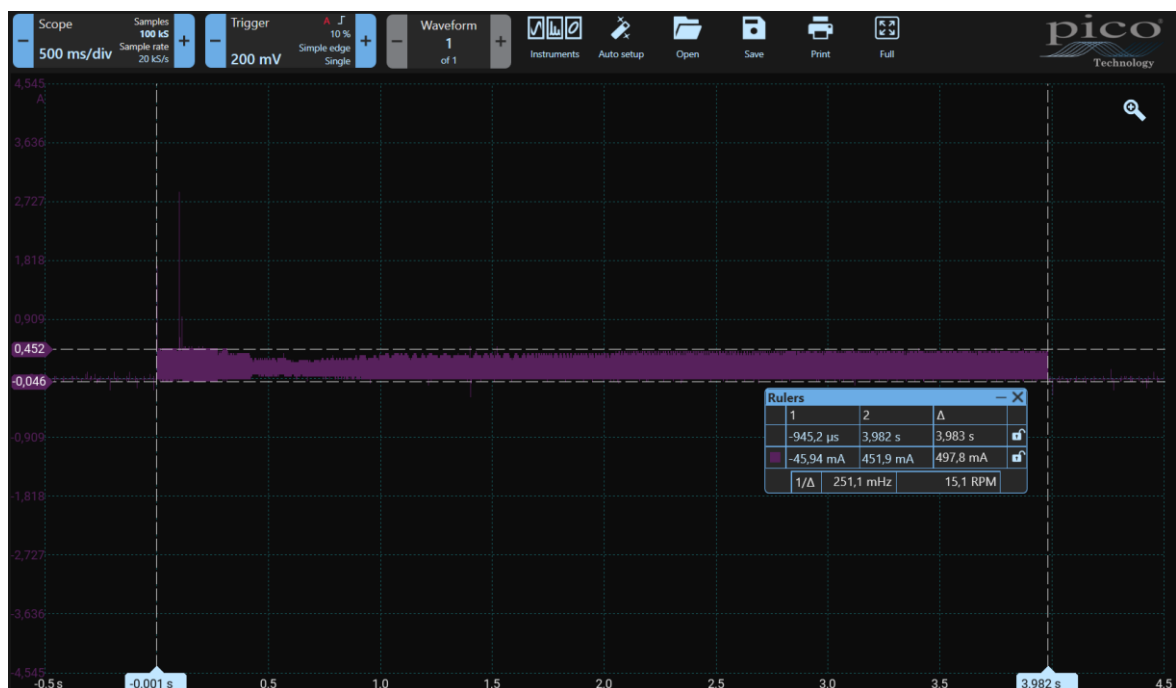 Scope
Samples
100 kS
Sample rate
500 ms/div
20 kS/s
Trigger
A
10 %
Simple edge
200 mV
Single
Waveform
1
of 1
Instruments
Auto setup
Open
Save
Print
Full
pico
Technology
4,545
A
3,636
2,727
1,818
0,909
0,452
-0,046
-0,909
-1,818
-2,727
-3,636
-4,545
Rulers
1 2 Δ
-945,2 µs 3,982 s 3,983 s
-45,94 mA 451,9 mA 497,8 mA
1/Δ 251,1 mHz 15,1 RPM
-0.5 s -0.001 s 0.5 1.0 1.5 2.0 2.5 3.0 3.5 3.982 s 4.5